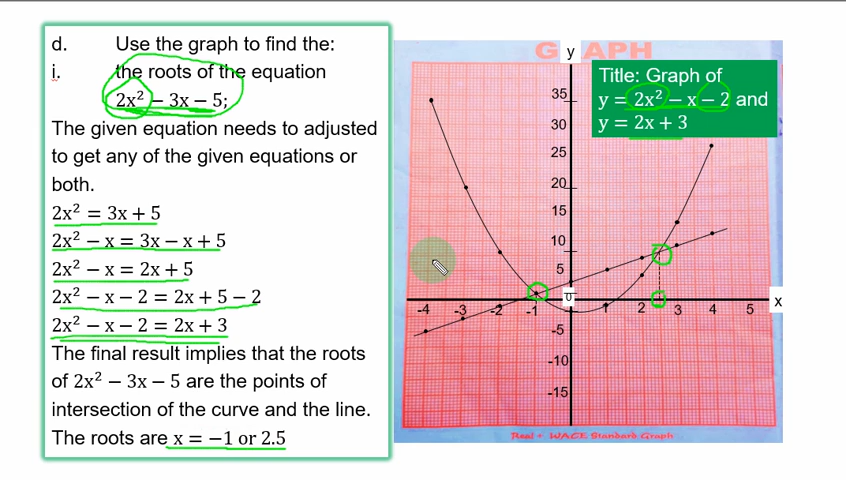 d. Use the graph to find the:
i. the roots of the equation
2x² − 3x − 5;
The given equation needs to adjusted
to get any of the given equations or
both.
2x² = 3x + 5
2x² − x = 3x − x + 5
2x² − x = 2x + 5
2x² − x − 2 = 2x + 5 − 2
2x² − x − 2 = 2x + 3
The final result implies that the roots
of 2x² − 3x − 5 are the points of
intersection of the curve and the line.
The roots are x = −1 or 2.5
G APH
y
Title: Graph of
y = 2x² − x − 2 and
y = 2x + 3
35
30
25
20
15
10
5
0
-4 -3 -2 -1 1 2 3 4 5 x
-5
-10
-15
Real + WACE Standard Graph